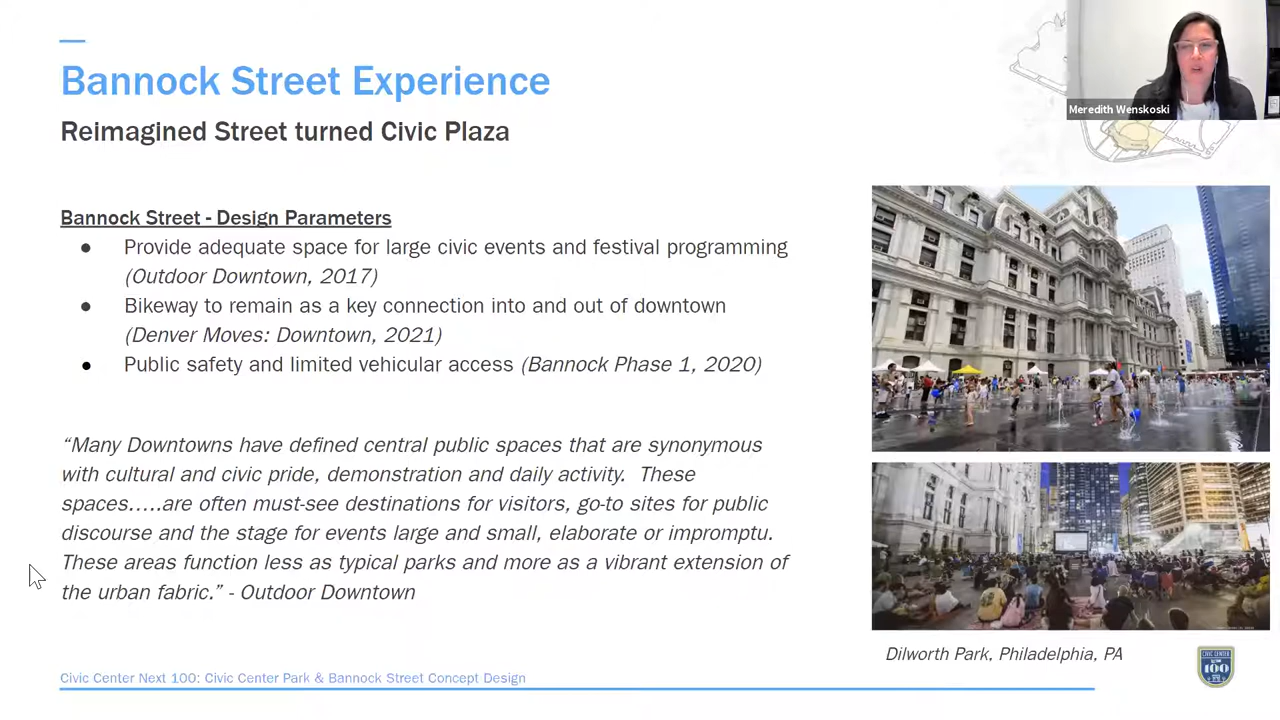 Bannock Street Experience
Reimagined Street turned Civic Plaza
Meredith Wenskoski
Bannock Street - Design Parameters
● Provide adequate space for large civic events and festival programming
(Outdoor Downtown, 2017)
● Bikeway to remain as a key connection into and out of downtown
(Denver Moves: Downtown, 2021)
● Public safety and limited vehicular access (Bannock Phase 1, 2020)
“Many Downtowns have defined central public spaces that are synonymous
with cultural and civic pride, demonstration and daily activity.  These
spaces…..are often must-see destinations for visitors, go-to sites for public
discourse and the stage for events large and small, elaborate or impromptu.
These areas function less as typical parks and more as a vibrant extension of
the urban fabric.” - Outdoor Downtown
Dilworth Park, Philadelphia, PA
Civic Center Next 100: Civic Center Park & Bannock Street Concept Design
CIVIC CENTER
100